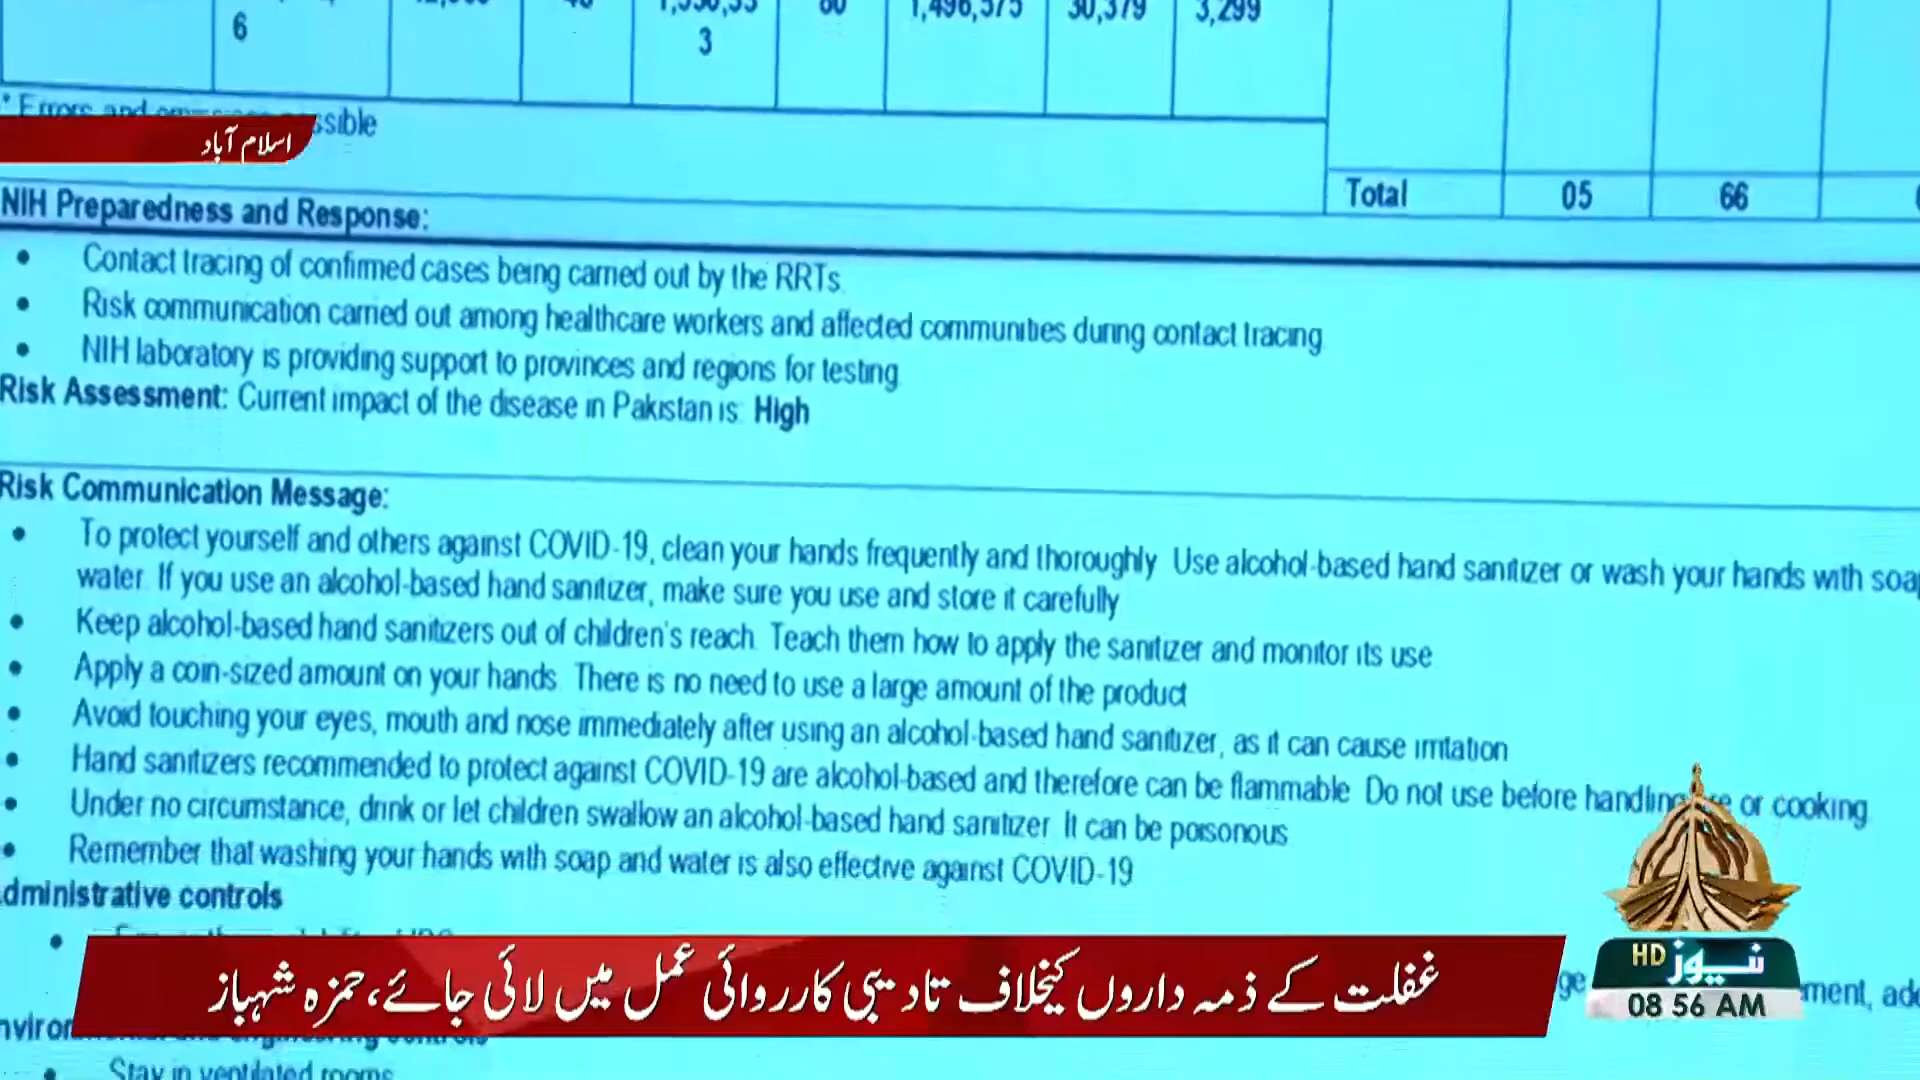 6
3
1,496,575
30,379
3,299
ssible
اسلام آباد
Total 05 66
NIH Preparedness and Response:
• Contact tracing of confirmed cases being carried out by the RRTs.
• Risk communication carried out among healthcare workers and affected communities during contact tracing
• NIH laboratory is providing support to provinces and regions for testing
Risk Assessment: Current impact of the disease in Pakistan is: High
Risk Communication Message:
• To protect yourself and others against COVID-19, clean your hands frequently and thoroughly. Use alcohol-based hand sanitizer or wash your hands with soap
water. If you use an alcohol-based hand sanitizer, make sure you use and store it carefully
• Keep alcohol-based hand sanitizers out of children's reach. Teach them how to apply the sanitizer and monitor its use
• Apply a coin-sized amount on your hands. There is no need to use a large amount of the product
• Avoid touching your eyes, mouth and nose immediately after using an alcohol-based hand sanitizer, as it can cause irritation
• Hand sanitizers recommended to protect against COVID-19 are alcohol-based and therefore can be flammable. Do not use before handling or cooking
• Under no circumstance, drink or let children swallow an alcohol-based hand sanitizer. It can be poisonous
• Remember that washing your hands with soap and water is also effective against COVID-19
dministrative controls
غفلت کے ذمہ داروں کیخلاف تادیبی کارروائی عمل میں لائی جائے، حمزہ شہباز
نیوز HD
08 56 AM
Stay in ventilated rooms